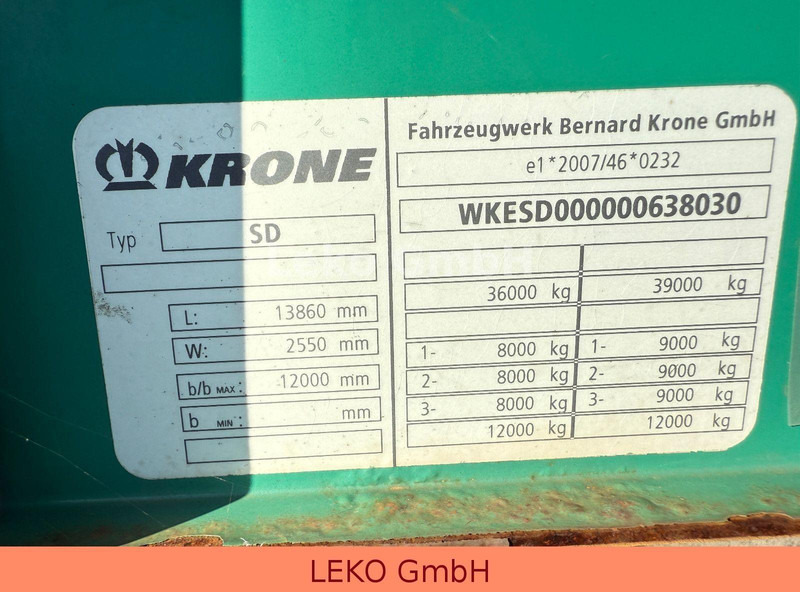 KRONE
Typ SD
L: 13860 mm
W: 2550 mm
b/b MAX: 12000 mm
b MIN: mm
Fahrzeugwerk Bernard Krone GmbH
e1*2007/46*0232
WKESD000000638030
36000 kg 39000 kg
1- 8000 kg 1- 9000 kg
2- 8000 kg 2- 9000 kg
3- 8000 kg 3- 9000 kg
12000 kg 12000 kg
Leko GmbH
LEKO GmbH